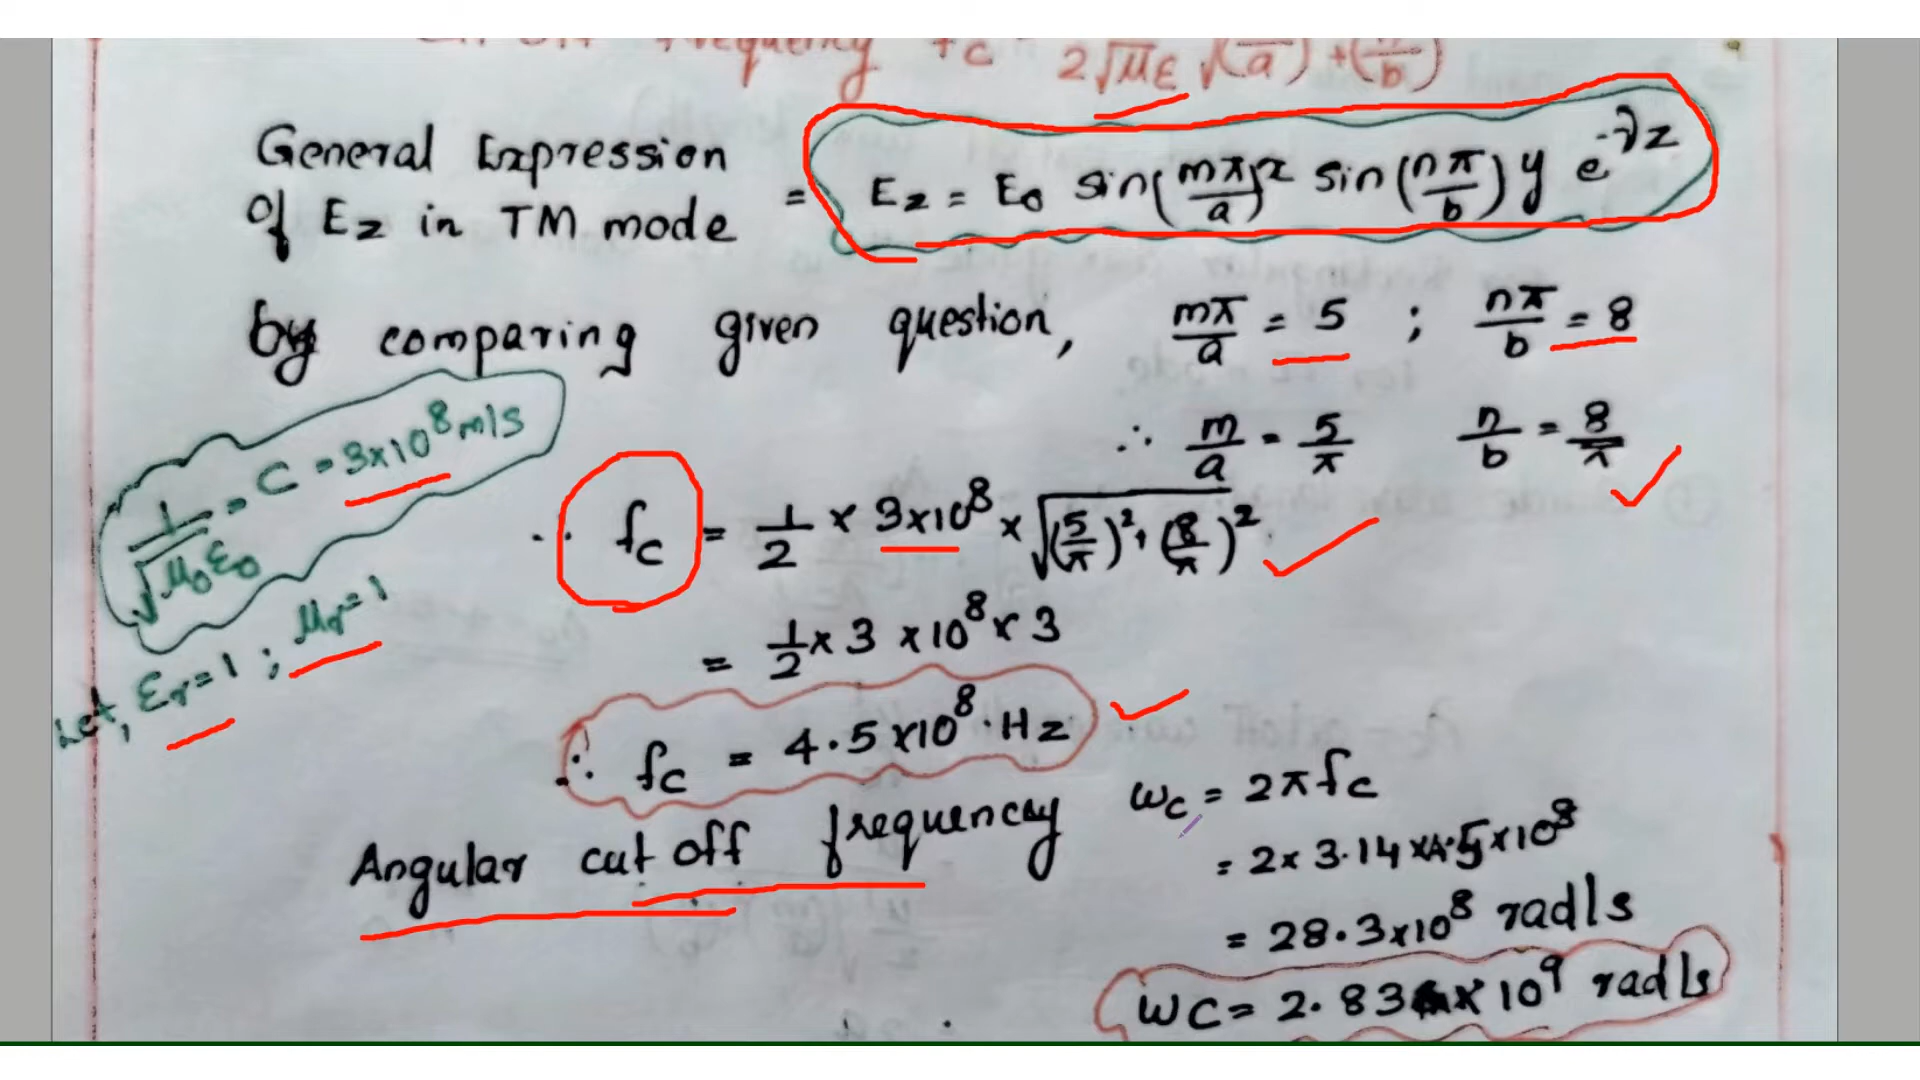 frequency fc 2√με √(a) + (n/b)
General Expression
of Ez in TM mode = Ez = E0 sin(mπ/a)x sin(nπ/b)y e^-γz
by comparing given question, mπ/a = 5 ; nπ/b = 8
∴ m/a = 5/π n/b = 8/π
1/√μ0ε0 = C = 3×10^8 m/s
∴ fc = 1/2 × 3×10^8 × √(5/π)^2 + (8/π)^2
Let, εr = 1 ; μr = 1
= 1/2 × 3 × 10^8 × 3
∴ fc = 4.5×10^8 Hz
Angular cut off frequency ωc = 2πfc
= 2×3.14×4.5×10^8
= 28.3×10^8 rad/s
ωc = 2.83 × 10^9 rad/s